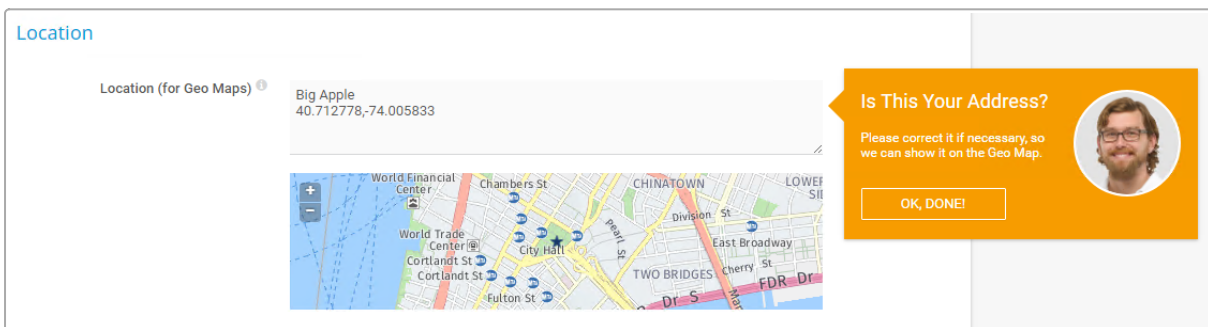 Location
Location (for Geo Maps)
Big Apple
40.712778,-74.005833
Is This Your Address?
Please correct it if necessary, so
we can show it on the Geo Map.
OK, DONE!
+
−
World Financial
Center
Chambers St
CHINATOWN
LOWER
Division St
World Trade
Center
City Hall
Pearl St
East Broadway
Cortlandt St
Cortlandt St
TWO BRIDGES
Cherry St
FDR Dr
Fulton St
Dr S